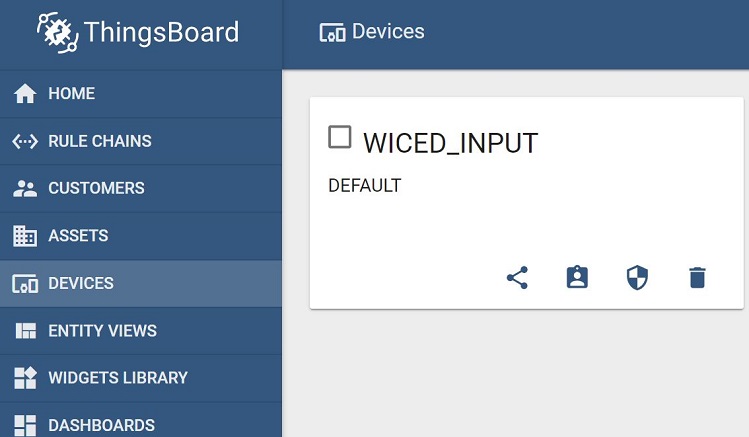 ThingsBoard
Devices
HOME
RULE CHAINS
CUSTOMERS
ASSETS
DEVICES
ENTITY VIEWS
WIDGETS LIBRARY
DASHBOARDS
WICED_INPUT
DEFAULT